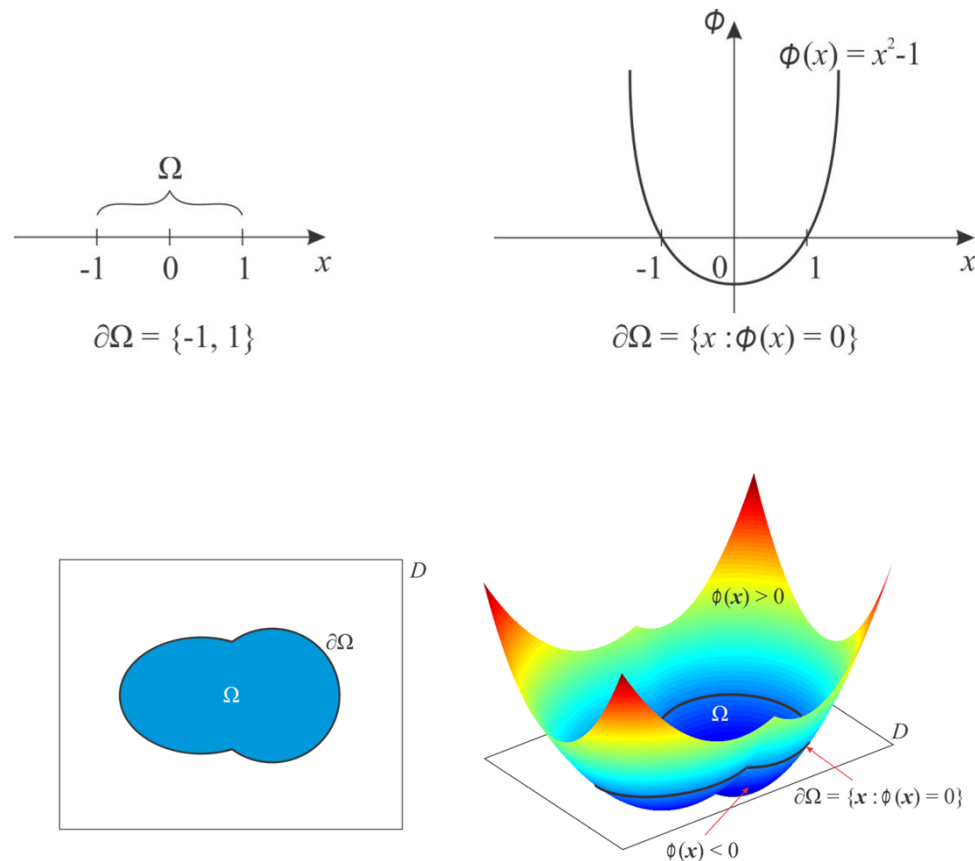 Ω
-1 0 1 x
∂Ω = {-1, 1}
ϕ
ϕ(x) = x²-1
-1 0 1 x
∂Ω = {x : ϕ(x) = 0}
D
∂Ω
Ω
ϕ(x) > 0
Ω
D
∂Ω = {x : ϕ(x) = 0}
ϕ(x) < 0